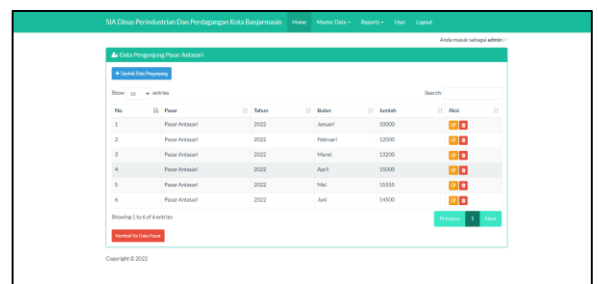 SIA Dinas Perindustrian Dan Perdagangan Kota Banjarmasin Home Master Data Reports User Logout
Anda masuk sebagai admin
Data Pengunjung Pasar Antasari
+ Tambah Data Pengunjung
Show 10 entries Search:
No. Pasar Tahun Bulan Jumlah Aksi
1 Pasar Antasari 2022 Januari 10000
2 Pasar Antasari 2022 Februari 12000
3 Pasar Antasari 2022 Maret 13200
4 Pasar Antasari 2022 April 15000
5 Pasar Antasari 2022 Mei 15555
6 Pasar Antasari 2022 Juni 14500
Showing 1 to 6 of 6 entries Previous 1 Next
Kembali Ke Data Pasar
Copyright © 2022